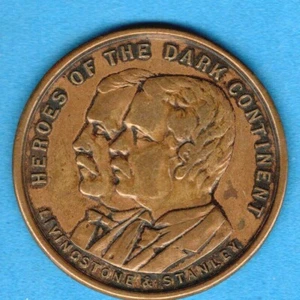 HEROES OF THE DARK CONTINENT
LIVINGSTONE & STANLEY